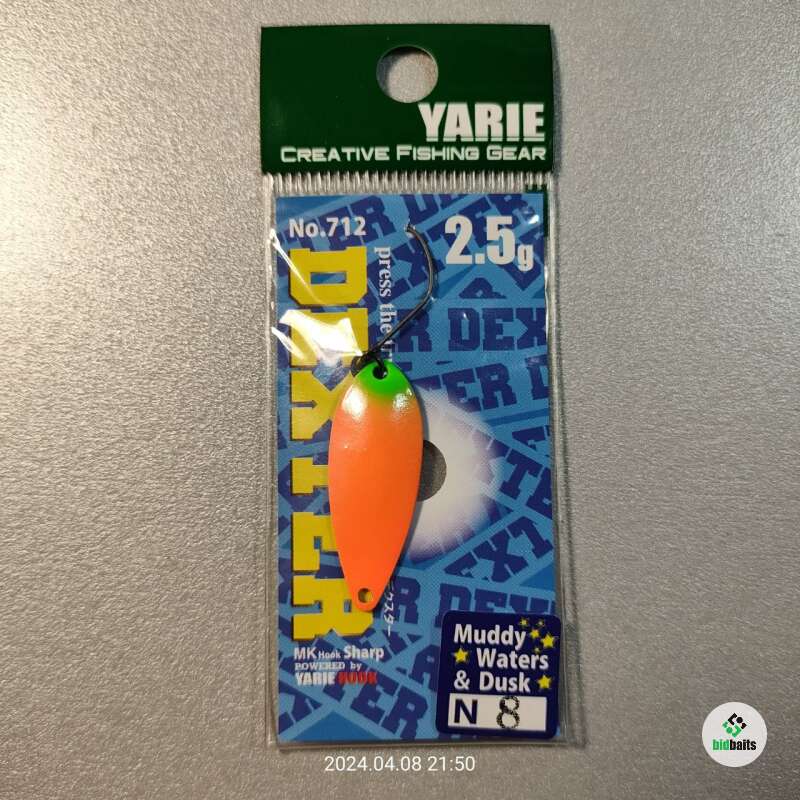 YARIE
CREATIVE FISHING GEAR
No.712
2.5g
press the
DEXTER
MK Hook Sharp
POWERED by
YARIE HOOK
Muddy
Waters
& Dusk
N 8
bidbaits
2024.04.08 21:50